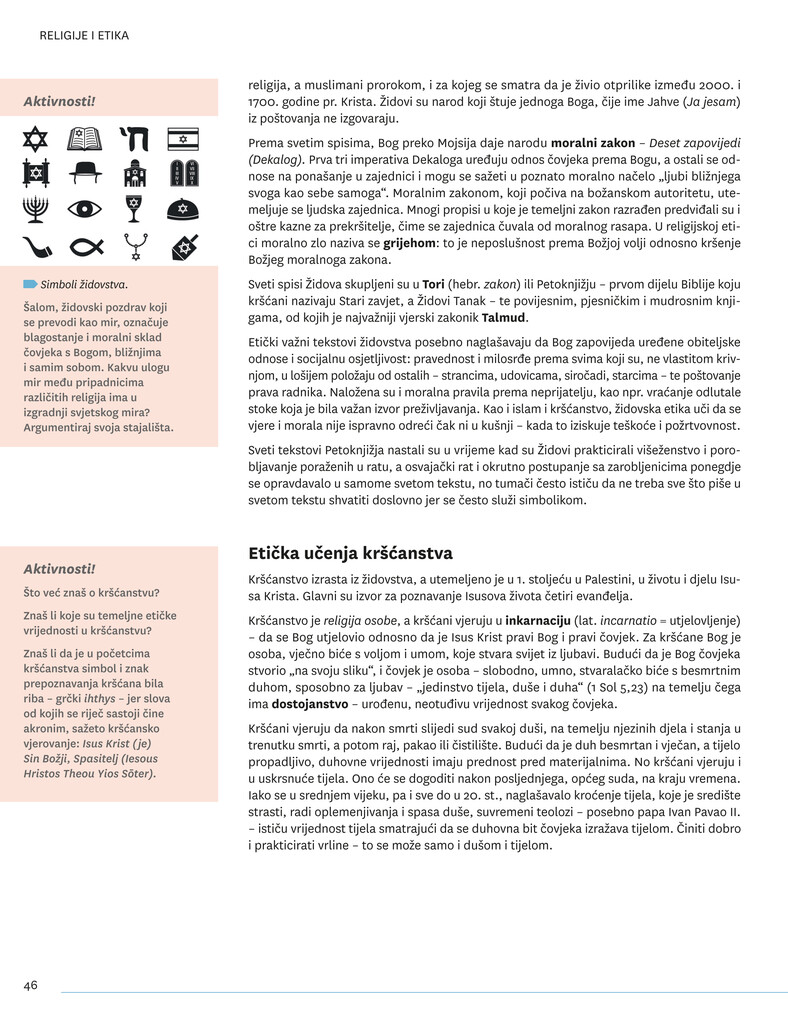 RELIGIJE I ETIKA
Aktivnosti!
Simboli židovstva.
Šalom, židovski pozdrav koji
se prevodi kao mir, označuje
blagostanje i moralni sklad
čovjeka s Bogom, bližnjima
i samim sobom. Kakvu ulogu
mir među pripadnicima
različitih religija ima u
izgradnji svjetskog mira?
Argumentiraj svoja stajališta.
religija, a muslimani prorokom, i za kojeg se smatra da je živio otprilike između 2000. i
1700. godine pr. Krista. Židovi su narod koji štuje jednoga Boga, čije ime Jahve (Ja jesam)
iz poštovanja ne izgovaraju.
Prema svetim spisima, Bog preko Mojsija daje narodu moralni zakon – Deset zapovijedi
(Dekalog). Prva tri imperativa Dekaloga uređuju odnos čovjeka prema Bogu, a ostali se od-
nose na ponašanje u zajednici i mogu se sažeti u poznato moralno načelo „ljubi bližnjega
svoga kao sebe samoga“. Moralnim zakonom, koji počiva na božanskom autoritetu, ute-
meljuje se ljudska zajednica. Mnogi propisi u koje je temeljni zakon razrađen predviđali su i
oštre kazne za prekršitelje, čime se zajednica čuvala od moralnog rasapa. U religijskoj eti-
ci moralno zlo naziva se grijehom: to je neposlušnost prema Božjoj volji odnosno kršenje
Božjeg moralnoga zakona.
Sveti spisi Židova skupljeni su u Tori (hebr. zakon) ili Petoknjižju – prvom dijelu Biblije koju
kršćani nazivaju Stari zavjet, a Židovi Tanak – te povijesnim, pjesničkim i mudrosnim knji-
gama, od kojih je najvažniji vjerski zakonik Talmud.
Etički važni tekstovi židovstva posebno naglašavaju da Bog zapovijeda uređene obiteljske
odnose i socijalnu osjetljivost: pravednost i milosrđe prema svima koji su, ne vlastitom kriv-
njom, u lošijem položaju od ostalih – strancima, udovicama, siročadi, starcima – te poštovanje
prava radnika. Naložena su i moralna pravila prema neprijatelju, kao npr. vraćanje odlutale
stoke koja je bila važan izvor preživljavanja. Kao i islam i kršćanstvo, židovska etika uči da se
vjere i morala nije ispravno odreći čak ni u kušnji – kada to iziskuje teškoće i požrtvovnost.
Sveti tekstovi Petoknjižja nastali su u vrijeme kad su Židovi prakticirali višeženstvo i poro-
bljavanje poraženih u ratu, a osvajački rat i okrutno postupanje sa zarobljenicima ponegdje
se opravdavalo u samome svetom tekstu, no tumači često ističu da ne treba sve što piše u
svetom tekstu shvatiti doslovno jer se često služi simbolikom.
Aktivnosti!
Što već znaš o kršćanstvu?
Znaš li koje su temeljne etičke
vrijednosti u kršćanstvu?
Znaš li da je u početcima
kršćanstva simbol i znak
prepoznavanja kršćana bila
riba – grčki ihthys – jer slova
od kojih se riječ sastoji čine
akronim, sažeto kršćansko
vjerovanje: Isus Krist (je)
Sin Božji, Spasitelj (Iesous
Hristos Theou Yios Sōter).
Etička učenja kršćanstva
Kršćanstvo izrasta iz židovstva, a utemeljeno je u 1. stoljeću u Palestini, u životu i djelu Isu-
sa Krista. Glavni su izvor za poznavanje Isusova života četiri evanđelja.
Kršćanstvo je religija osobe, a kršćani vjeruju u inkarnaciju (lat. incarnatio = utjelovljenje)
– da se Bog utjelovio odnosno da je Isus Krist pravi Bog i pravi čovjek. Za kršćane Bog je
osoba, vječno biće s voljom i umom, koje stvara svijet iz ljubavi. Budući da je Bog čovjeka
stvorio „na svoju sliku“, i čovjek je osoba – slobodno, umno, stvaralačko biće s besmrtnim
duhom, sposobno za ljubav – „jedinstvo tijela, duše i duha“ (1 Sol 5,23) na temelju čega
ima dostojanstvo – urođenu, neotuđivu vrijednost svakog čovjeka.
Kršćani vjeruju da nakon smrti slijedi sud svakoj duši, na temelju njezinih djela i stanja u
trenutku smrti, a potom raj, pakao ili čistilište. Budući da je duh besmrtan i vječan, a tijelo
propadljivo, duhovne vrijednosti imaju prednost pred materijalnima. No kršćani vjeruju i
u uskrsnuće tijela. Ono će se dogoditi nakon posljednjega, općeg suda, na kraju vremena.
Iako se u srednjem vijeku, pa i sve do u 20. st., naglašavalo kroćenje tijela, koje je središte
strasti, radi oplemenjivanja i spasa duše, suvremeni teolozi – posebno papa Ivan Pavao II.
– ističu vrijednost tijela smatrajući da se duhovna bit čovjeka izražava tijelom. Činiti dobro
i prakticirati vrline – to se može samo i dušom i tijelom.
46